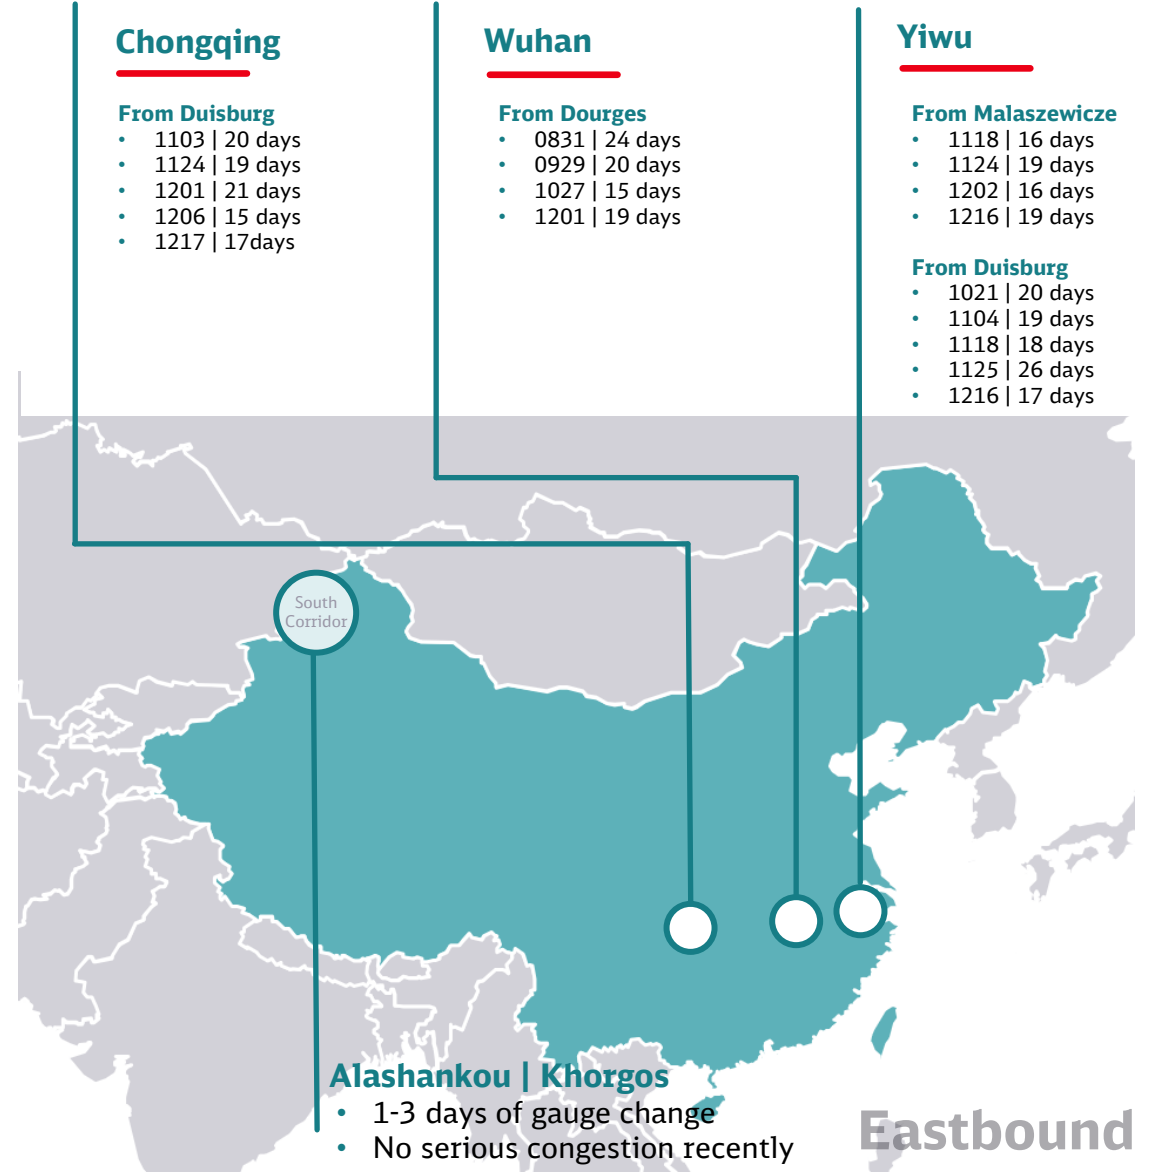 Chongqing
From Duisburg
• 1103 | 20 days
• 1124 | 19 days
• 1201 | 21 days
• 1206 | 15 days
• 1217 | 17days
Wuhan
From Dourges
• 0831 | 24 days
• 0929 | 20 days
• 1027 | 15 days
• 1201 | 19 days
Yiwu
From Malaszewicze
• 1118 | 16 days
• 1124 | 19 days
• 1202 | 16 days
• 1216 | 19 days
From Duisburg
• 1021 | 20 days
• 1104 | 19 days
• 1118 | 18 days
• 1125 | 26 days
• 1216 | 17 days
South
Corridor
Alashankou | Khorgos
• 1-3 days of gauge change
• No serious congestion recently
Eastbound